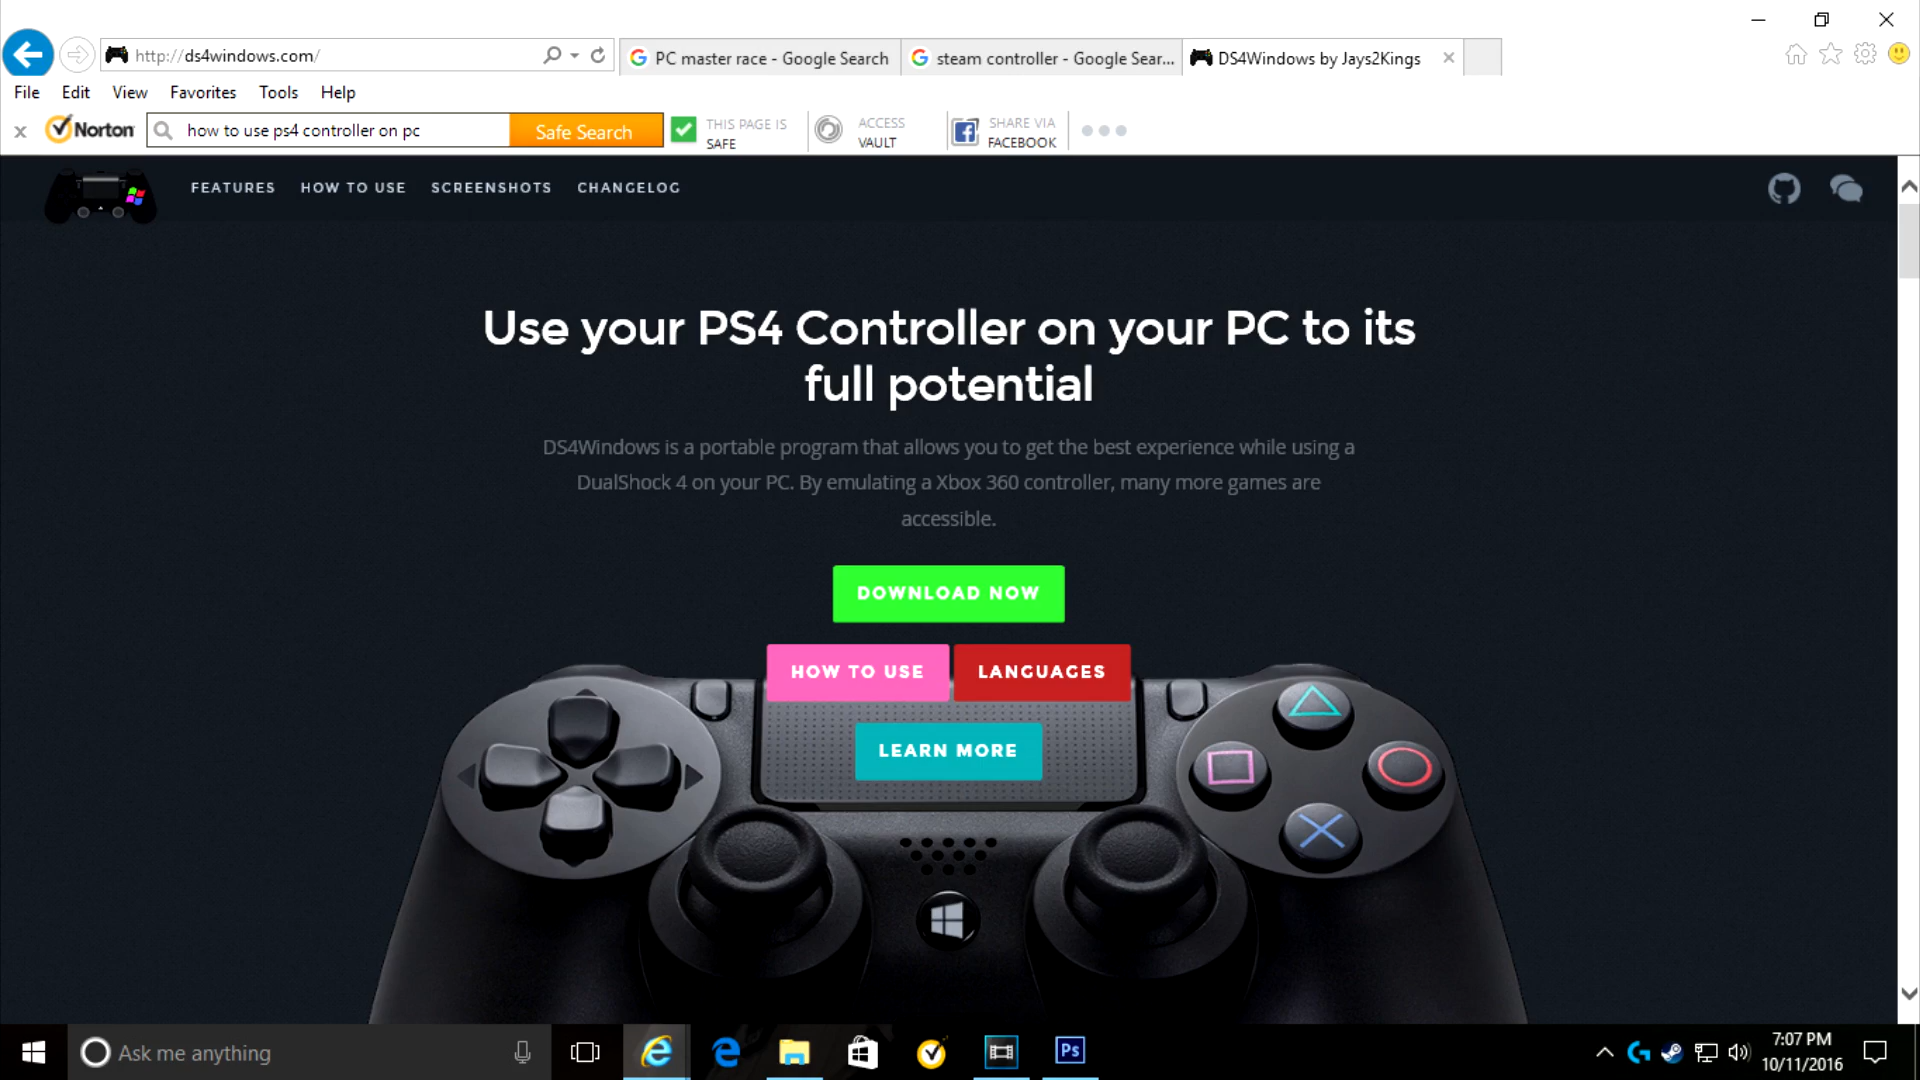 http://ds4windows.com/
PC master race - Google Search
steam controller - Google Sear...
DS4Windows by Jays2Kings
File Edit View Favorites Tools Help
Norton
how to use ps4 controller on pc
Safe Search
THIS PAGE IS
SAFE
ACCESS
VAULT
SHARE VIA
FACEBOOK
FEATURES HOW TO USE SCREENSHOTS CHANGELOG
Use your PS4 Controller on your PC to its
full potential
DS4Windows is a portable program that allows you to get the best experience while using a
DualShock 4 on your PC. By emulating a Xbox 360 controller, many more games are
accessible.
DOWNLOAD NOW
HOW TO USE
LANGUAGES
LEARN MORE
Ask me anything
Ps
7:07 PM
10/11/2016